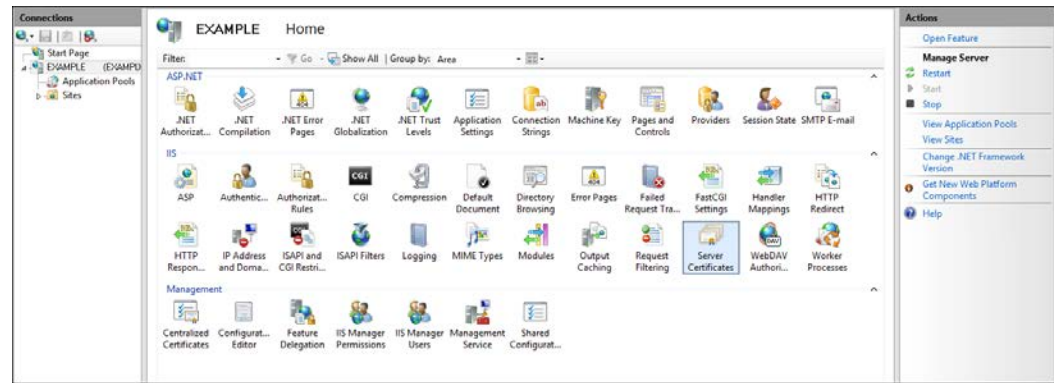 Connections
Start Page
EXAMPLE (EXAMPD
Application Pools
Sites
EXAMPLE Home
Filter: Go Show All Group by: Area
ASP.NET
.NET Authorizat...
.NET Compilation
.NET Error Pages
.NET Globalization
.NET Trust Levels
Application Settings
Connection Strings
Machine Key
Pages and Controls
Providers
Session State
SMTP E-mail
IIS
ASP
Authentic...
Authorizat... Rules
CGI
Compression
Default Document
Directory Browsing
Error Pages
Failed Request Tra...
FastCGI Settings
Handler Mappings
HTTP Redirect
HTTP Respon...
IP Address and Doma...
ISAPI and CGI Restri...
ISAPI Filters
Logging
MIME Types
Modules
Output Caching
Request Filtering
Server Certificates
WebDAV Authori...
Worker Processes
Management
Centralized Certificates
Configurat... Editor
Feature Delegation
IIS Manager Permissions
IIS Manager Users
Management Service
Shared Configurat...
Actions
Open Feature
Manage Server
Restart
Start
Stop
View Application Pools
View Sites
Change .NET Framework
Version
Get New Web Platform
Components
Help